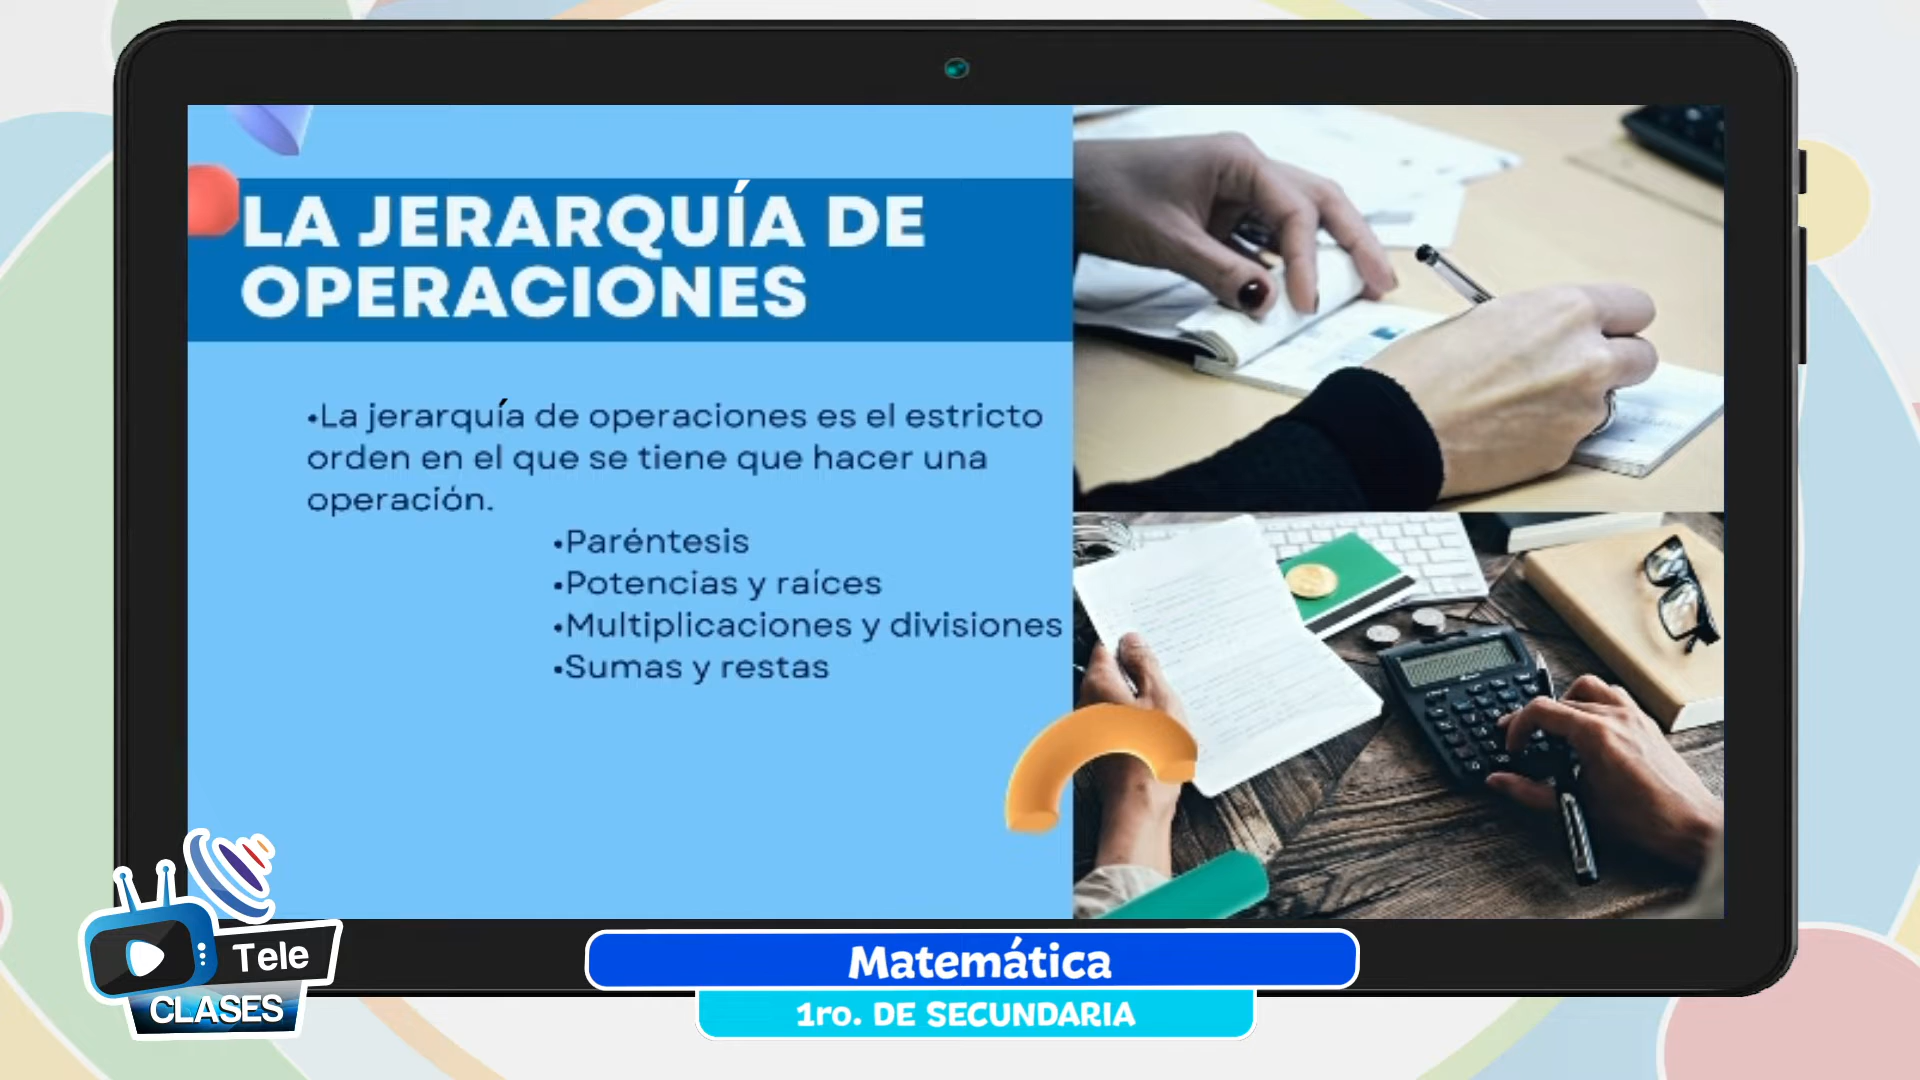 LA JERARQUÍA DE
OPERACIONES
•La jerarquía de operaciones es el estricto
orden en el que se tiene que hacer una
operación.
•Paréntesis
•Potencias y raíces
•Multiplicaciones y divisiones
•Sumas y restas
Tele
CLASES
Matemática
1ro. DE SECUNDARIA